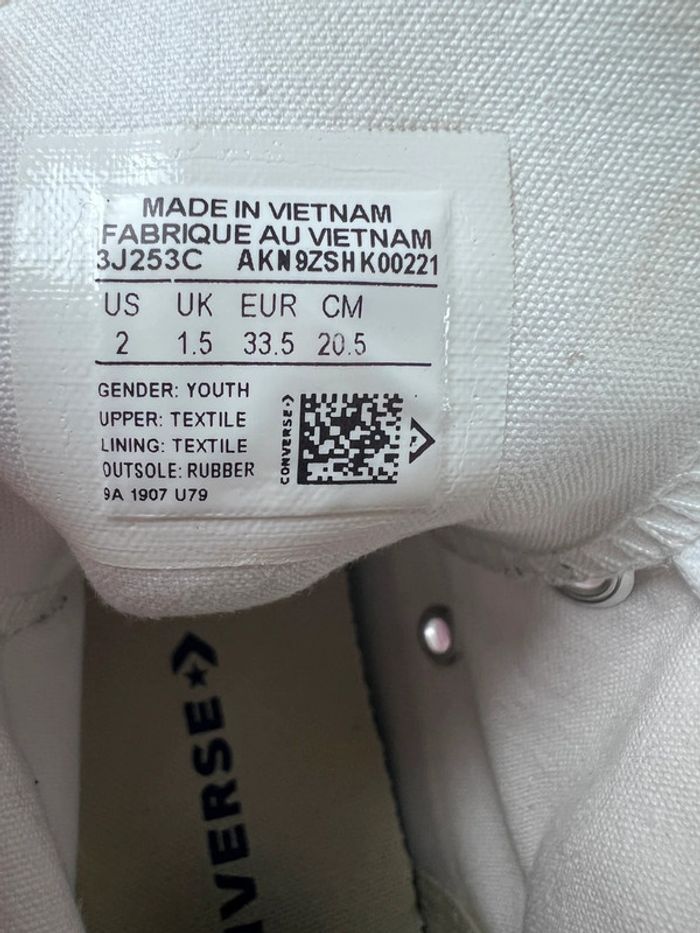 MADE IN VIETNAM
FABRIQUE AU VIETNAM
3J253C AKN9ZSHK00221
US UK EUR CM
2 1.5 33.5 20.5
GENDER: YOUTH
UPPER: TEXTILE
LINING: TEXTILE
OUTSOLE: RUBBER
9A 1907 U79
CONVERSE
VERSE